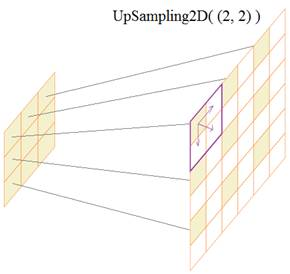 UpSampling2D( (2, 2) )